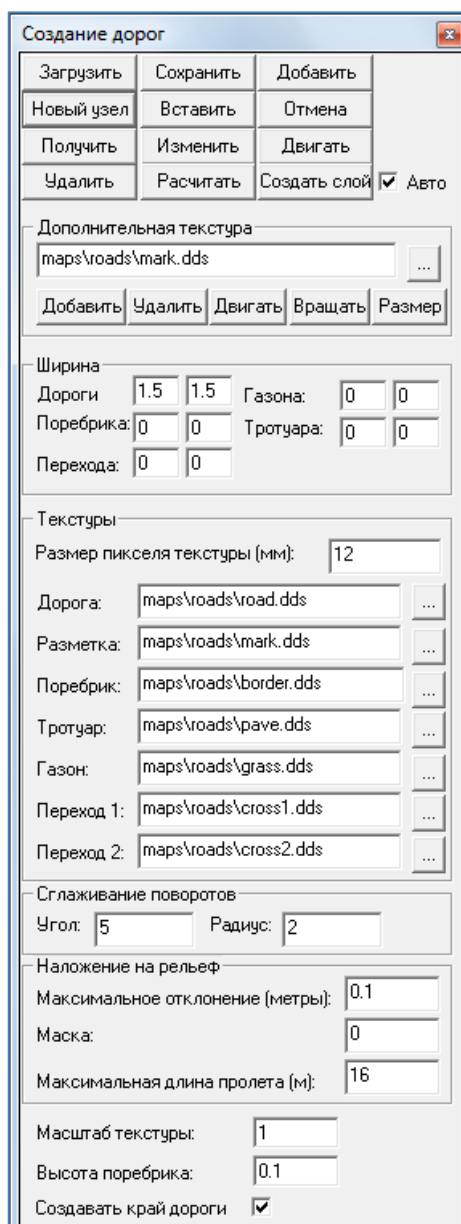 Создание дорог
Загрузить Сохранить Добавить
Новый узел Вставить Отмена
Получить Изменить Двигать
Удалить Расчитать Создать слой Авто
Дополнительная текстура
maps\roads\mark.dds ...
Добавить Удалить Двигать Вращать Размер
Ширина
Дороги 1.5 1.5 Газона: 0 0
Поребрика: 0 0 Тротуара: 0 0
Перехода: 0 0
Текстуры
Размер пикселя текстуры (мм): 12
Дорога: maps\roads\road.dds ...
Разметка: maps\roads\mark.dds ...
Поребрик: maps\roads\border.dds ...
Тротуар: maps\roads\pave.dds ...
Газон: maps\roads\grass.dds ...
Переход 1: maps\roads\cross1.dds ...
Переход 2: maps\roads\cross2.dds ...
Сглаживание поворотов
Угол: 5 Радиус: 2
Наложение на рельеф
Максимальное отклонение (метры): 0.1
Маска: 0
Максимальная длина пролета (м): 16
Масштаб текстуры: 1
Высота поребрика: 0.1
Создавать край дороги